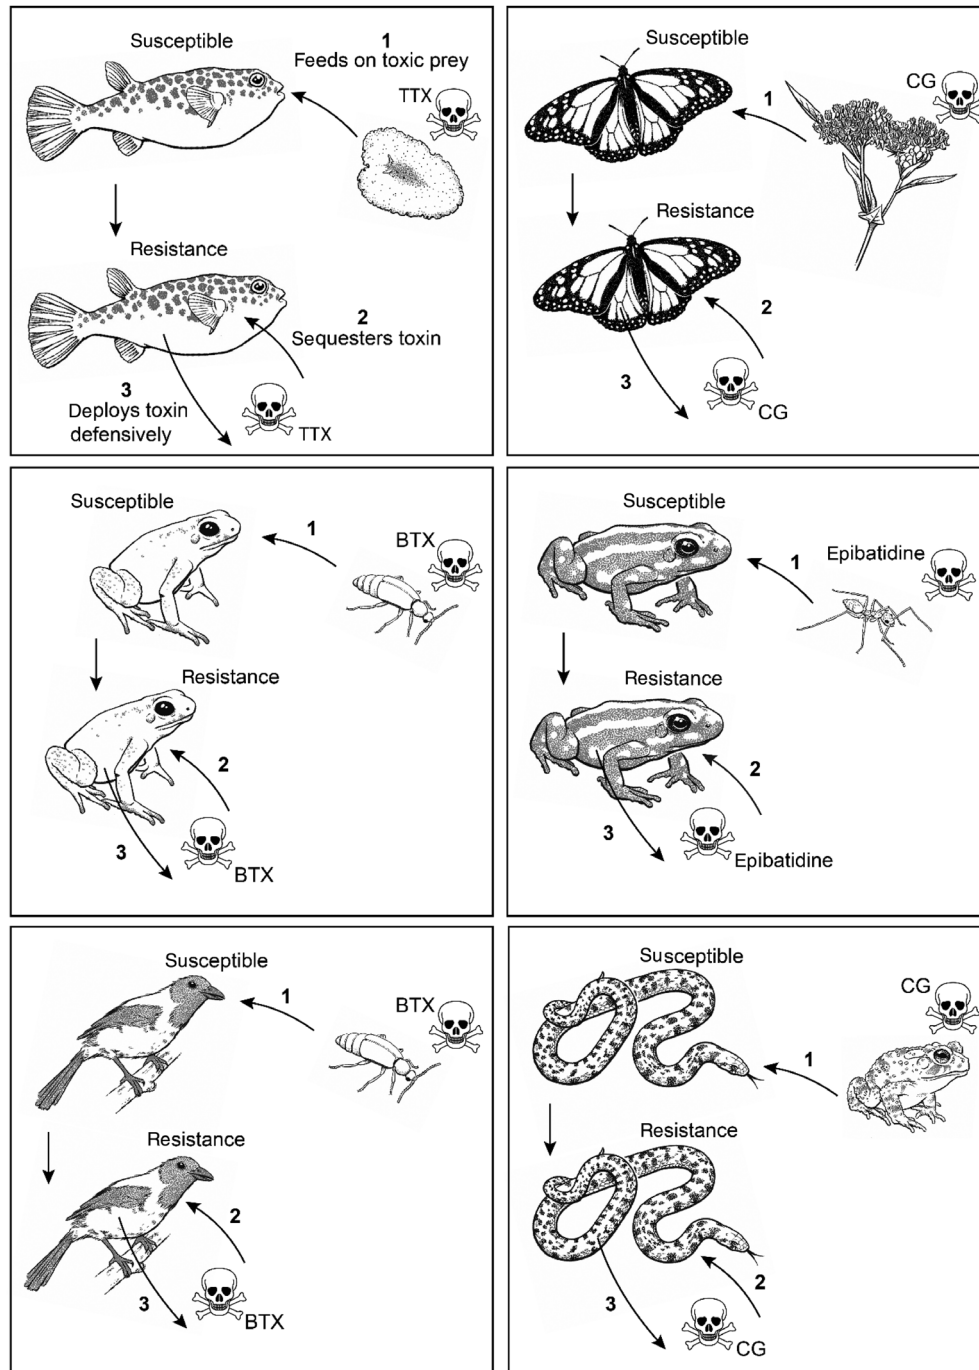 Susceptible
1
Feeds on toxic prey
TTX
Resistance
2
Sequesters toxin
3
Deploys toxin
defensively
TTX
Susceptible
1
CG
Resistance
2
3
CG
Susceptible
1
BTX
Resistance
2
3
BTX
Susceptible
1
Epibatidine
Resistance
2
3
Epibatidine
Susceptible
1
BTX
Resistance
2
3
BTX
Susceptible
CG
1
Resistance
2
3
CG